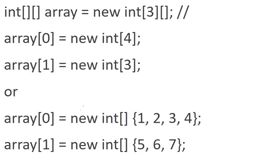 int[][] array = new int[3][]; //
array[0] = new int[4];
array[1] = new int[3];
or
array[0] = new int[] {1, 2, 3, 4};
array[1] = new int[] {5, 6, 7};